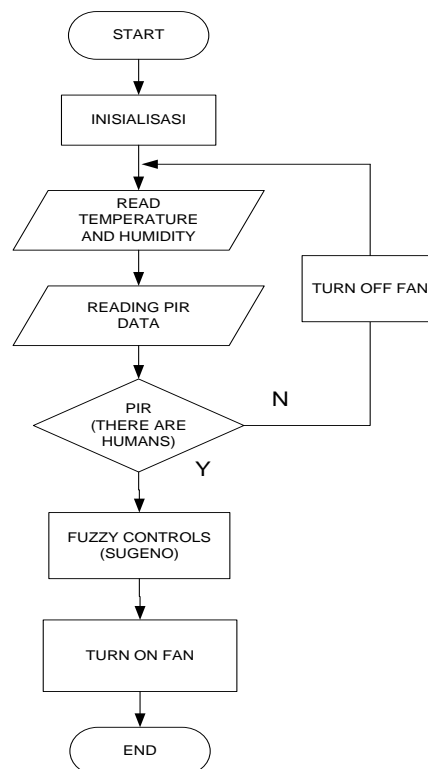 START
INISIALISASI
READ
TEMPERATURE
AND HUMIDITY
TURN OFF FAN
READING PIR
DATA
PIR
(THERE ARE
HUMANS)
N
Y
FUZZY CONTROLS
(SUGENO)
TURN ON FAN
END